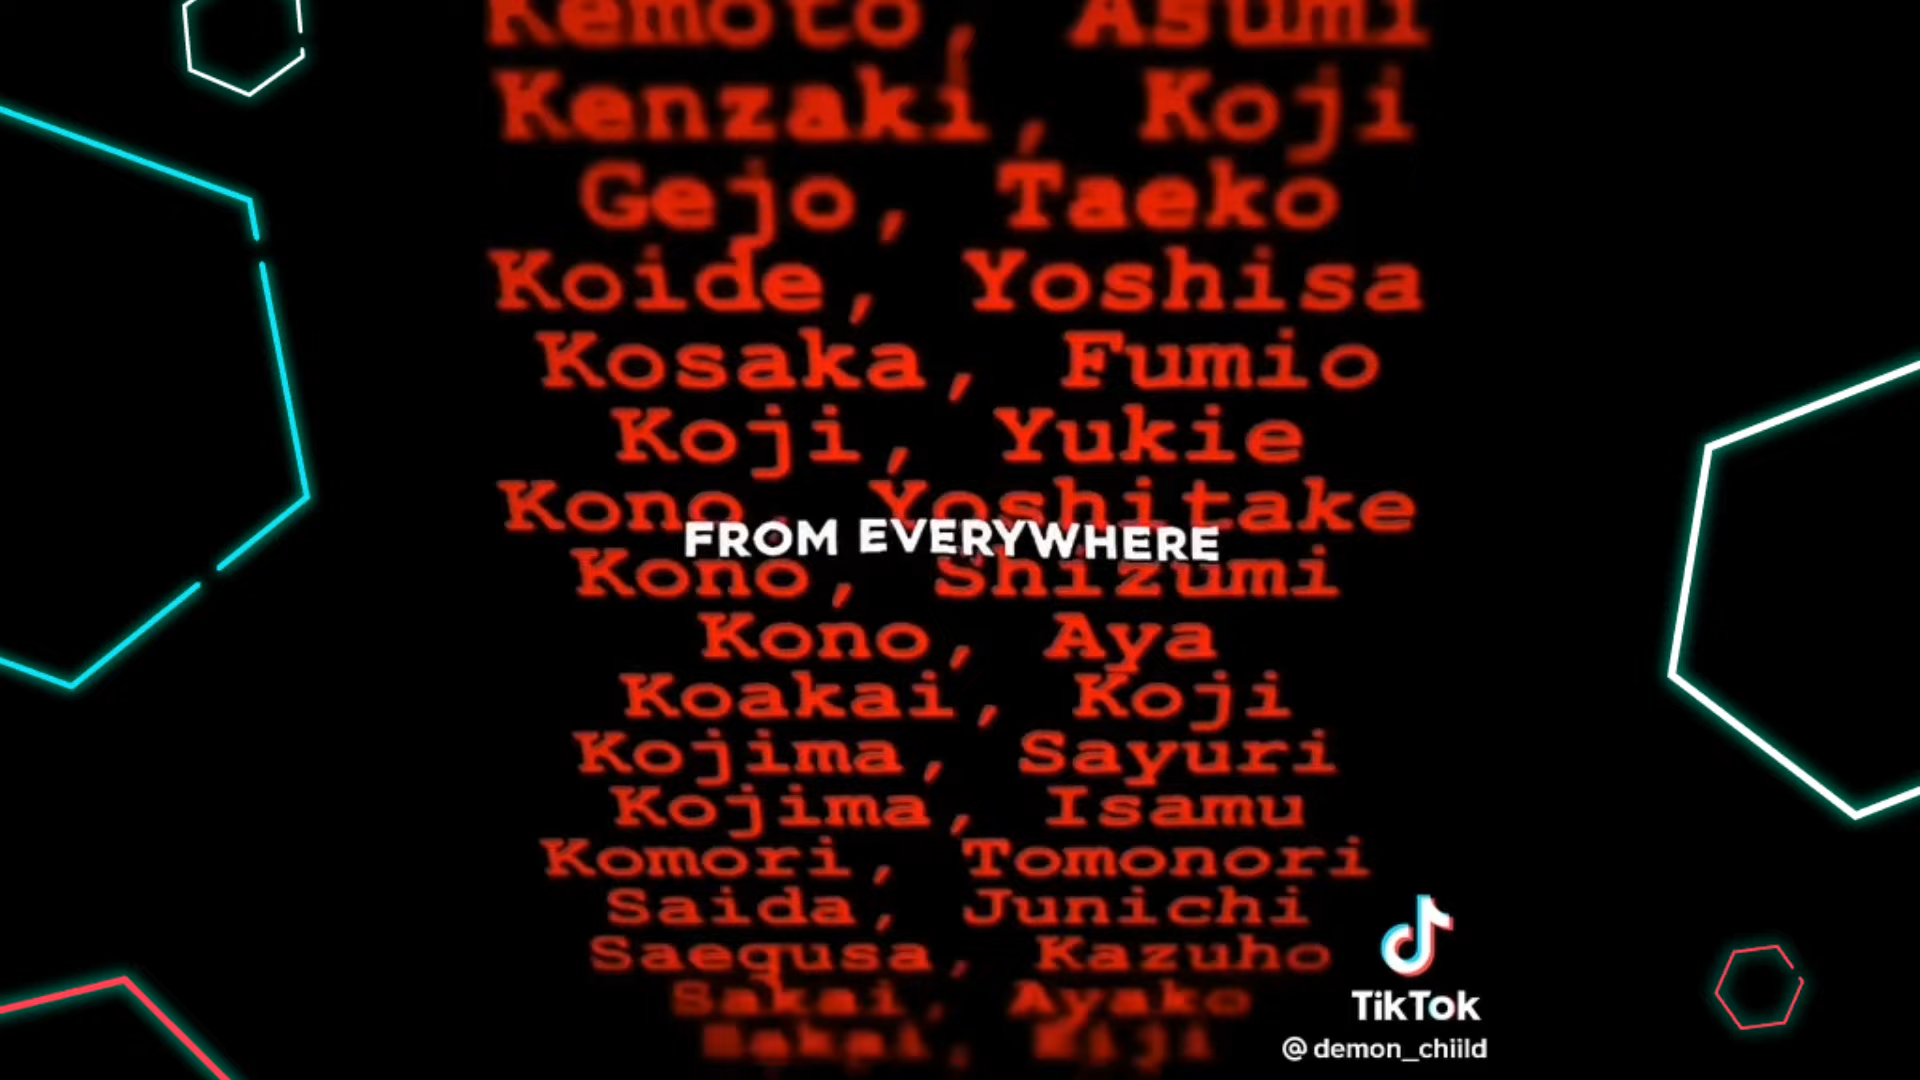 Kemoto, Asumi
Kenzaki, Koji
Gejo, Taeko
Koide, Yoshisa
Kosaka, Fumio
Koji, Yukie
Kono, Yoshitake
FROM EVERYWHERE
Kono, Shizumi
Kono, Aya
Koakai, Koji
Kojima, Sayuri
Kojima, Isamu
Komori, Tomonori
Saida, Junichi
Saegusa, Kazuho
Sakai, Ayako
TikTok
@demon_chiild